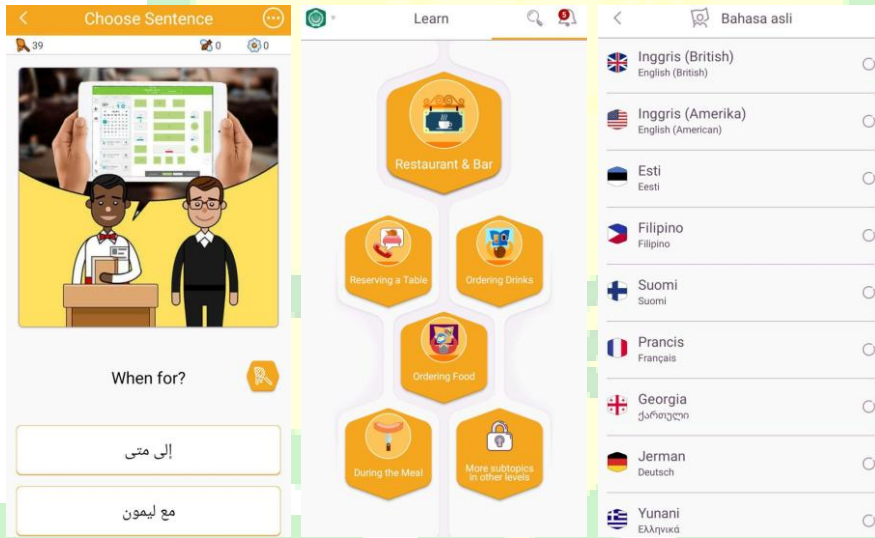 Choose Sentence
39
0
0
When for?
إلى متى
مع ليمون
Learn
5
Restaurant & Bar
Reserving a Table
Ordering Drinks
Ordering Food
During the Meal
More subtopics
in other levels
Bahasa asli
Inggris (British)
English (British)
Inggris (Amerika)
English (American)
Esti
Eesti
Filipino
Filipino
Suomi
Suomi
Prancis
Français
Georgia
ქართული
Jerman
Deutsch
Yunani
Ελληνικά